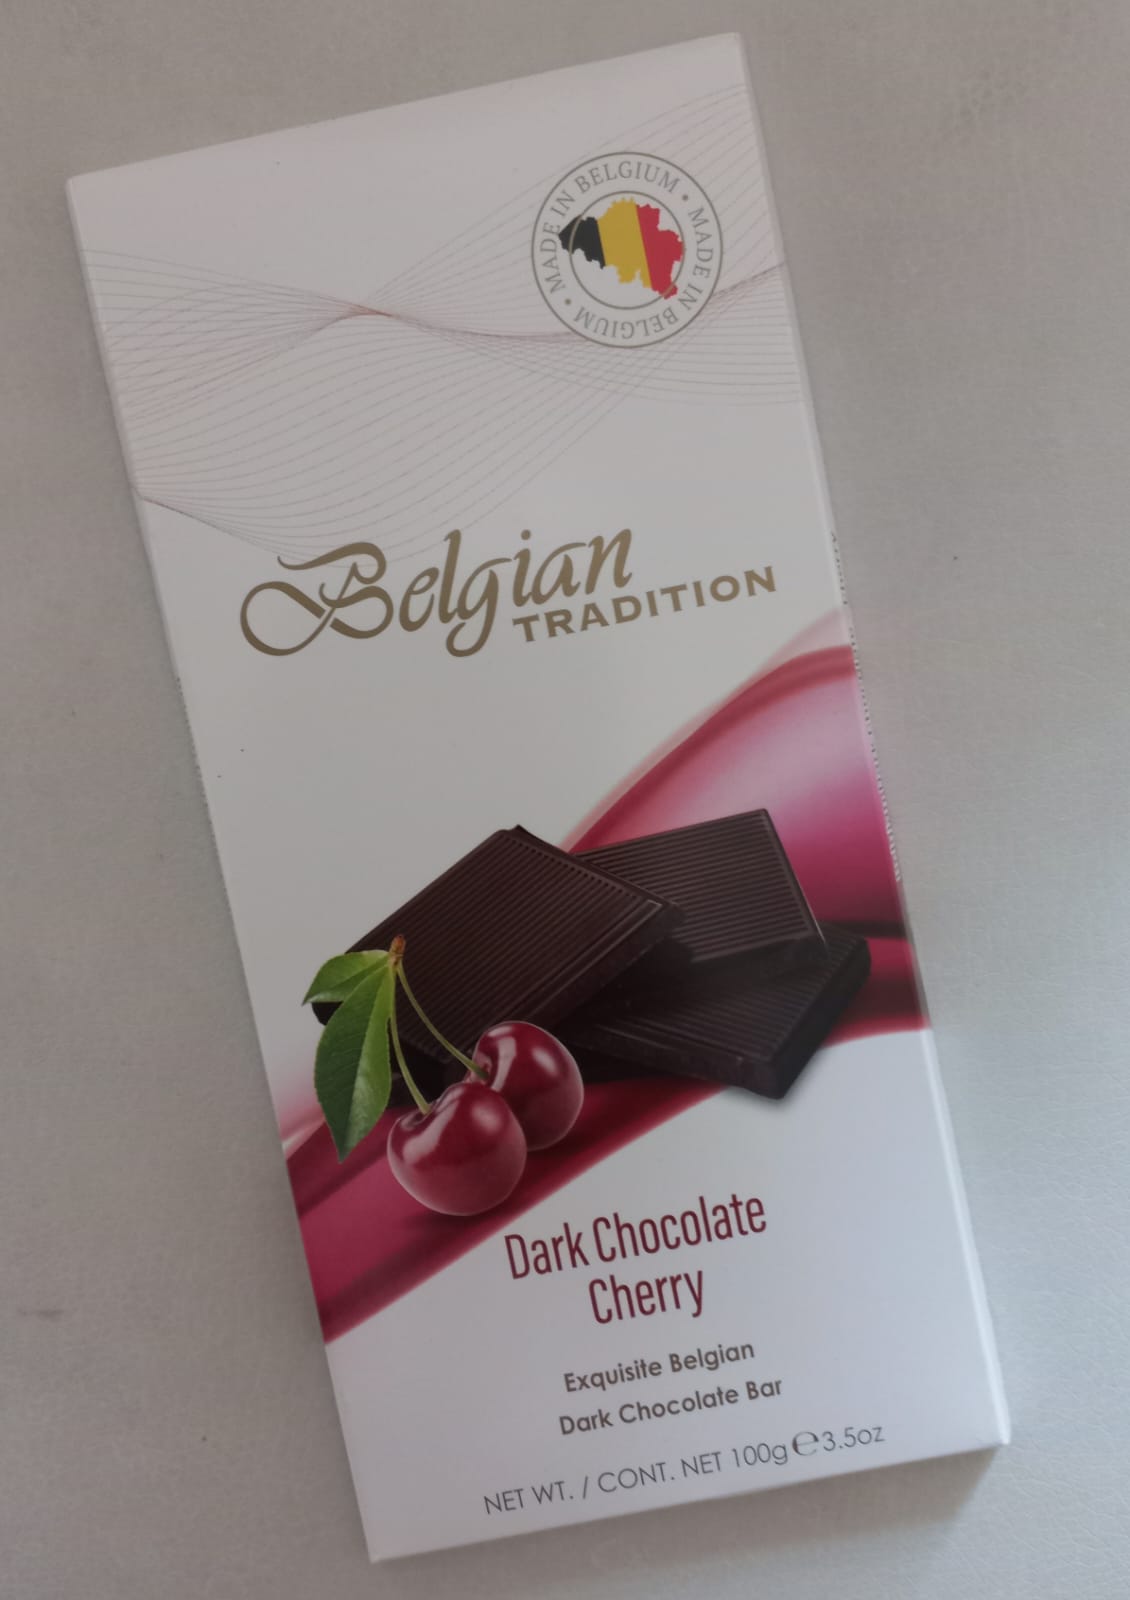 MADE IN BELGIUM • MADE IN BELGIUM •
Belgian
TRADITION
Dark Chocolate
Cherry
Exquisite Belgian
Dark Chocolate Bar
NET WT. / CONT. NET 100g ℮ 3.5oz